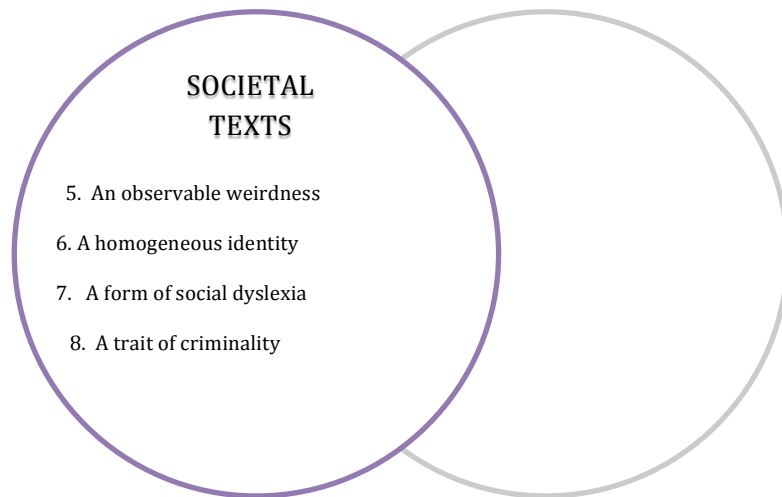 SOCIETAL
TEXTS
5. An observable weirdness
6. A homogeneous identity
7. A form of social dyslexia
8. A trait of criminality